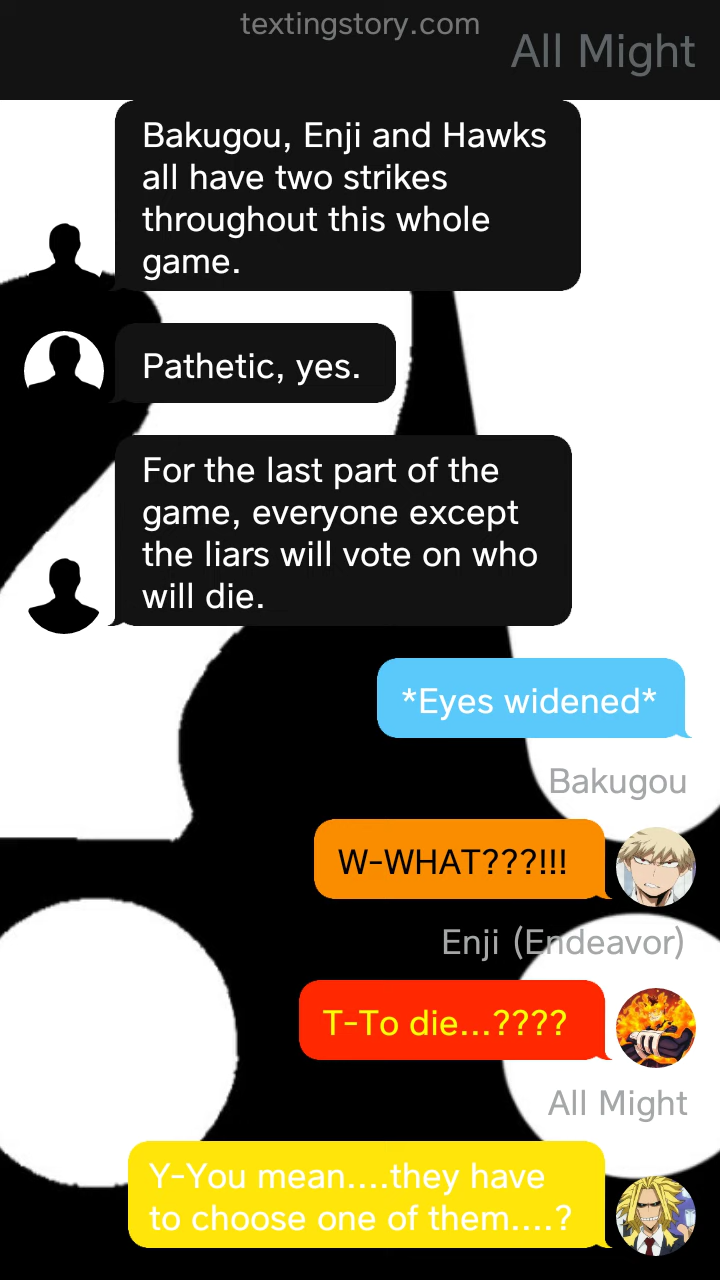 textingstory.com
All Might
Bakugou, Enji and Hawks
all have two strikes
throughout this whole
game.
Pathetic, yes.
For the last part of the
game, everyone except
the liars will vote on who
will die.
*Eyes widened*
Bakugou
W-WHAT???!!!
Enji (Endeavor)
T-To die...????
All Might
Y-You mean....they have
to choose one of them....?